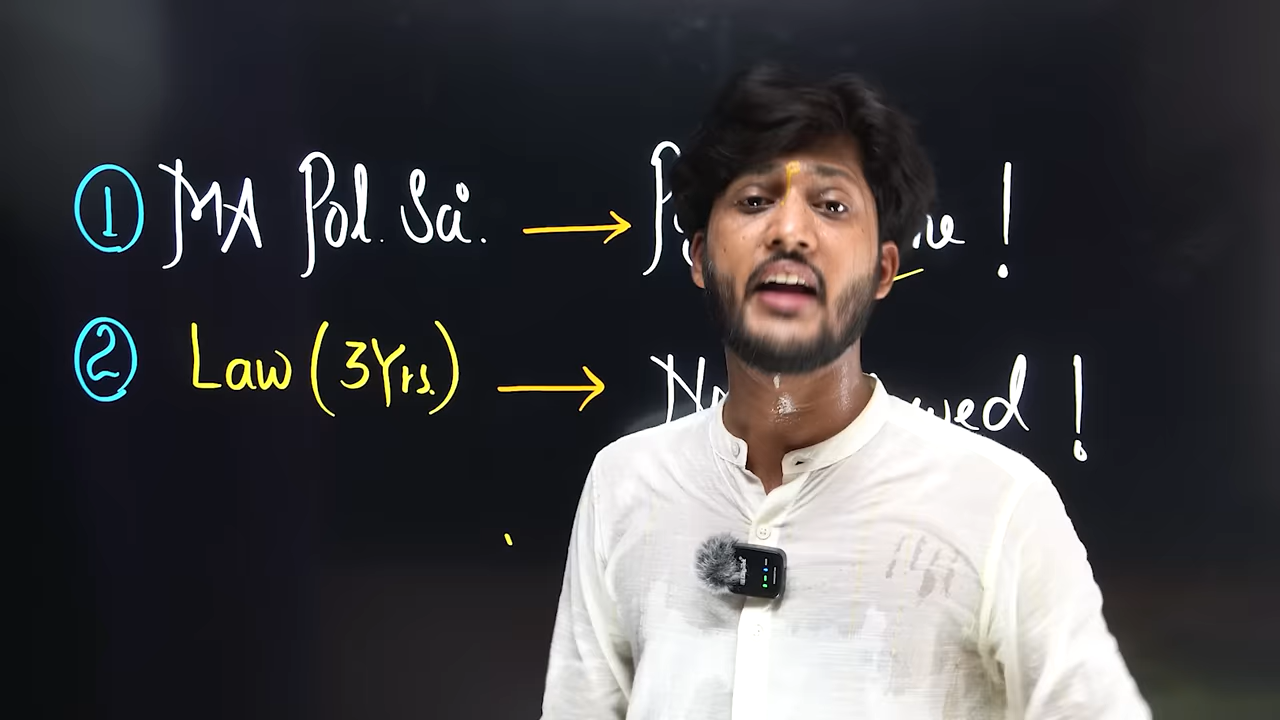 ① MA Pol. Sci. → !
② Law (3Yrs.) → !